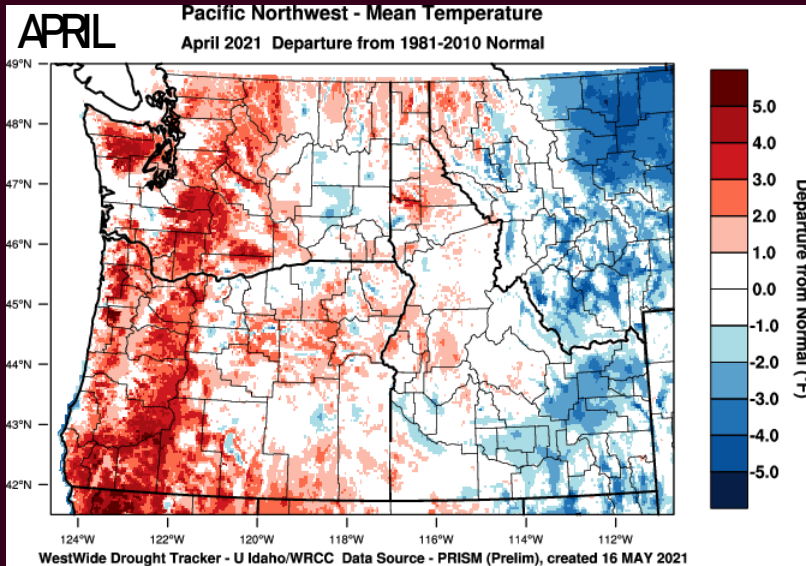 APRIL
Pacific Northwest - Mean Temperature
April 2021 Departure from 1981-2010 Normal
49°N
48°N
47°N
46°N
45°N
44°N
43°N
42°N
124°W
122°W
120°W
118°W
116°W
114°W
112°W
5.0
4.0
3.0
2.0
1.0
0.0
-1.0
-2.0
-3.0
-4.0
-5.0
Departure from Normal (°F)
WestWide Drought Tracker - U Idaho/WRCC Data Source - PRISM (Prelim), created 16 MAY 2021